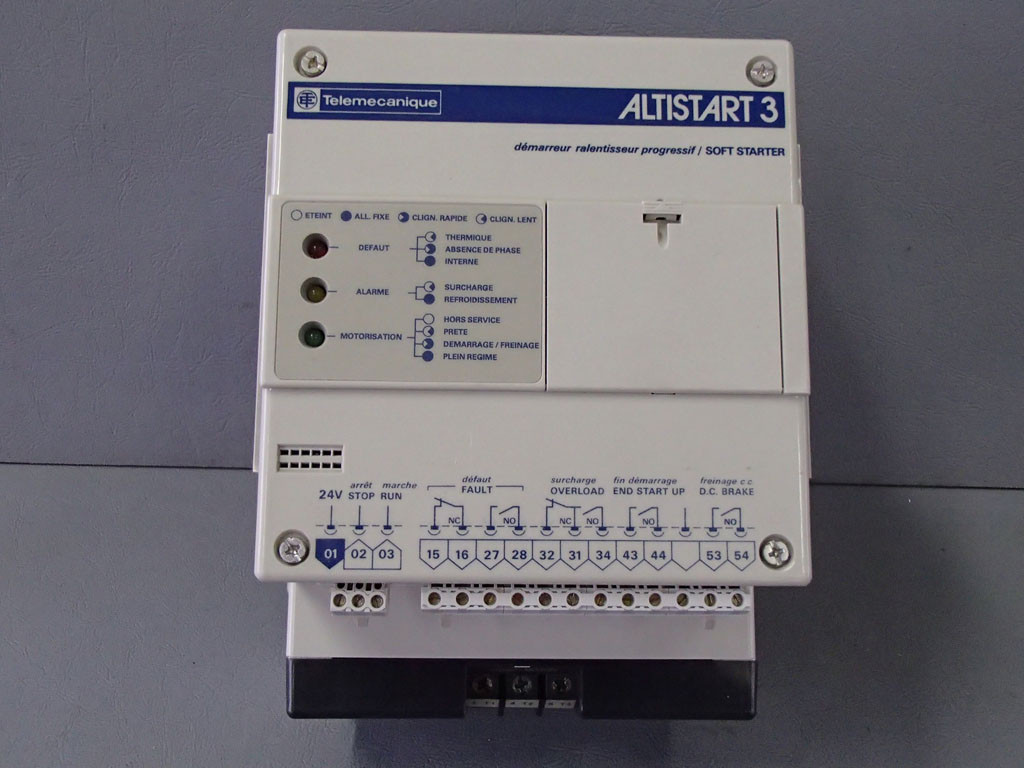 Telemecanique
ALTISTART 3
démarreur ralentisseur progressif / SOFT STARTER
ETEINT ALL. FIXE CLIGN. RAPIDE CLIGN. LENT
DEFAUT
THERMIQUE
ABSENCE DE PHASE
INTERNE
ALARME
SURCHARGE
REFROIDISSEMENT
MOTORISATION
HORS SERVICE
PRETE
DEMARRAGE / FREINAGE
PLEIN REGIME
arrêt marche défaut surcharge fin démarrage freinage c.c.
24V STOP RUN FAULT OVERLOAD END START UP D.C. BRAKE
NC NO NC NO NO NO
01 02 03 15 16 27 28 32 31 34 43 44 53 54